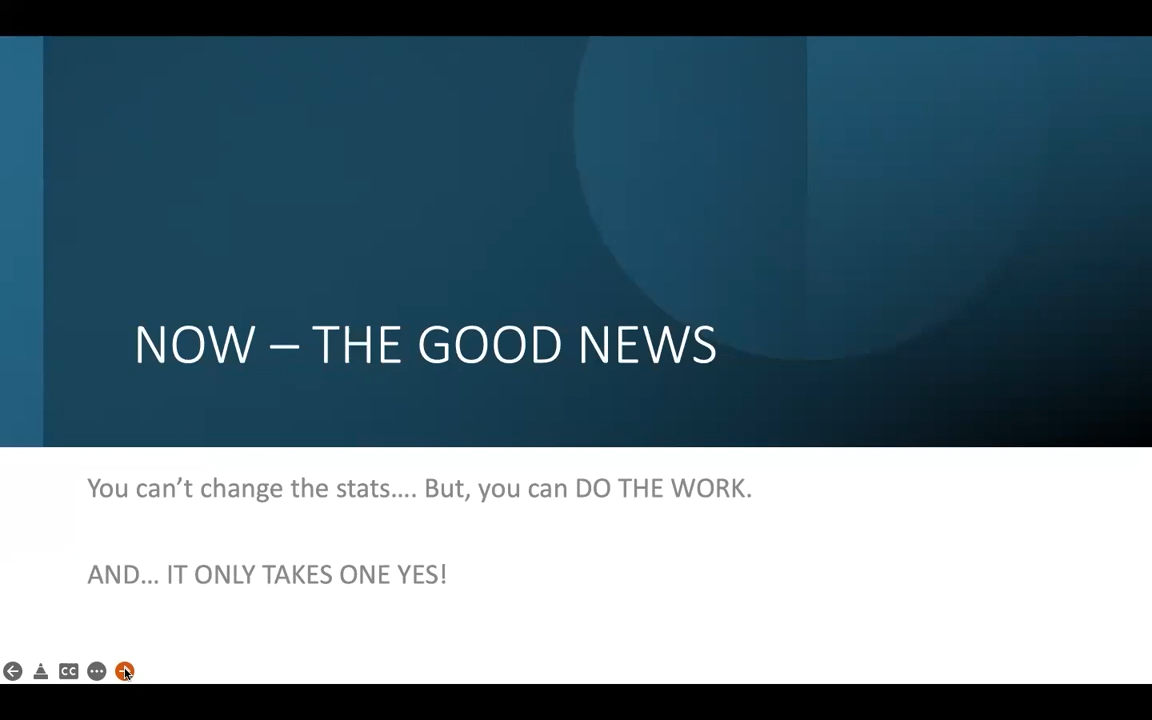 NOW – THE GOOD NEWS
You can’t change the stats…. But, you can DO THE WORK.
AND… IT ONLY TAKES ONE YES!
CC